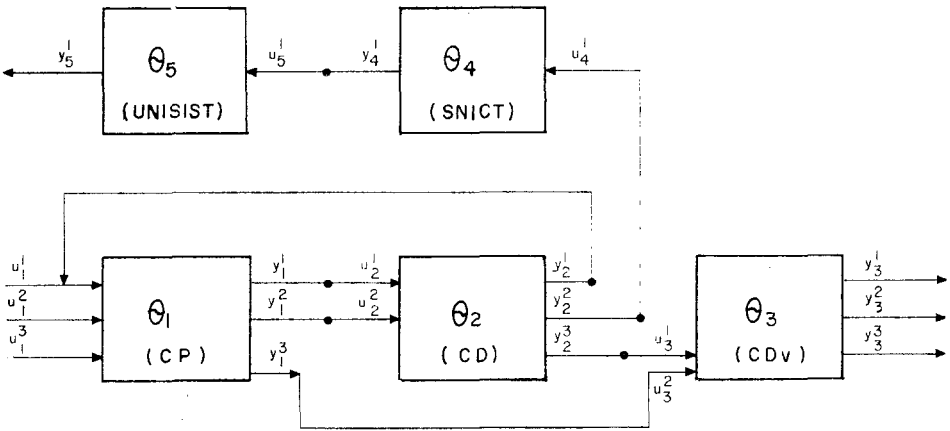 y₅¹ θ₅ u₅¹ y₄¹ θ₄ u₄¹
(UNISIST) (SNICT)
u₁¹ y₁¹ u₂¹ y₂¹ y₃¹
u₁² θ₁ y₁² u₂² θ₂ y₂² θ₃ y₃²
u₁³ (CP) y₁³ (CD) y₂³ u₃¹ (CDv) y₃³
u₃²